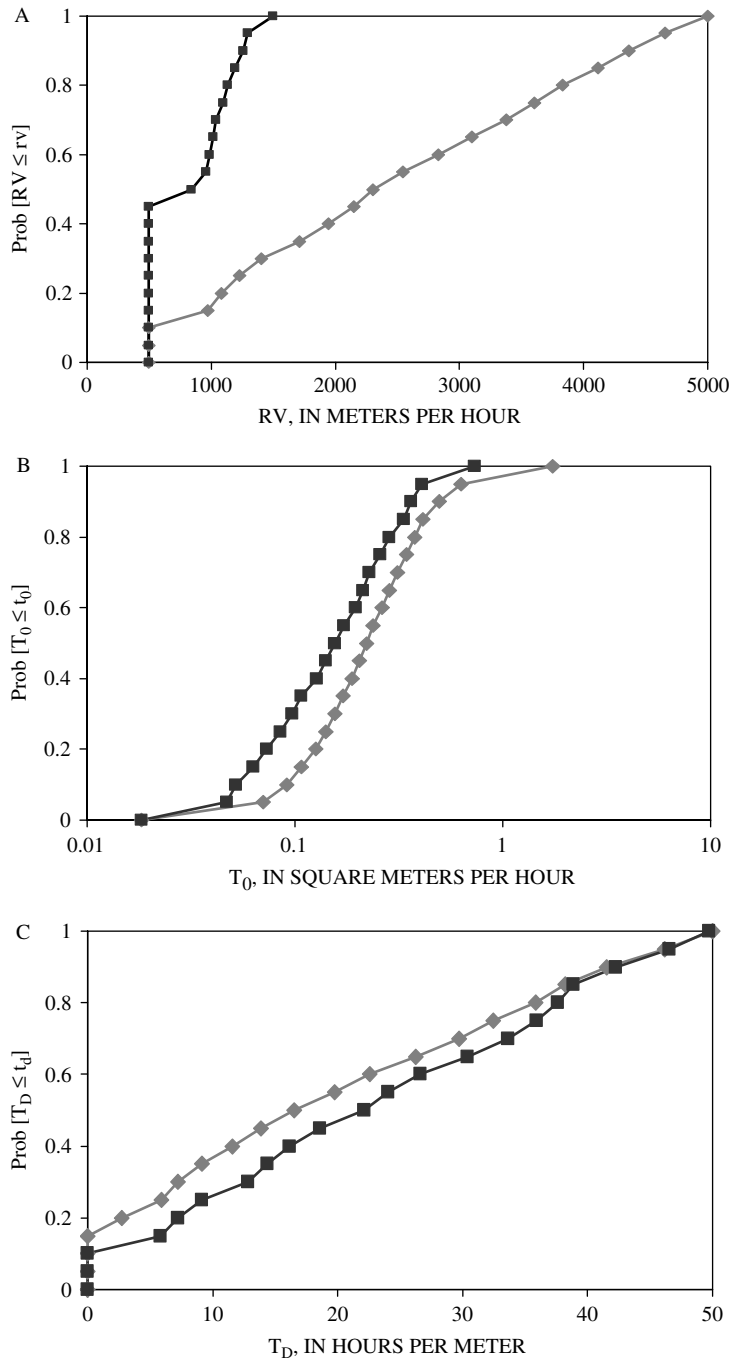 A
1
0.8
0.6
0.4
0.2
0
Prob [RV ≤ rv]
0 1000 2000 3000 4000 5000
RV, IN METERS PER HOUR
B
1
0.8
0.6
0.4
0.2
0
Prob [T₀ ≤ t₀]
0.01 0.1 1 10
T₀, IN SQUARE METERS PER HOUR
C
1
0.8
0.6
0.4
0.2
0
Prob [T_D ≤ t_d]
0 10 20 30 40 50
T_D, IN HOURS PER METER